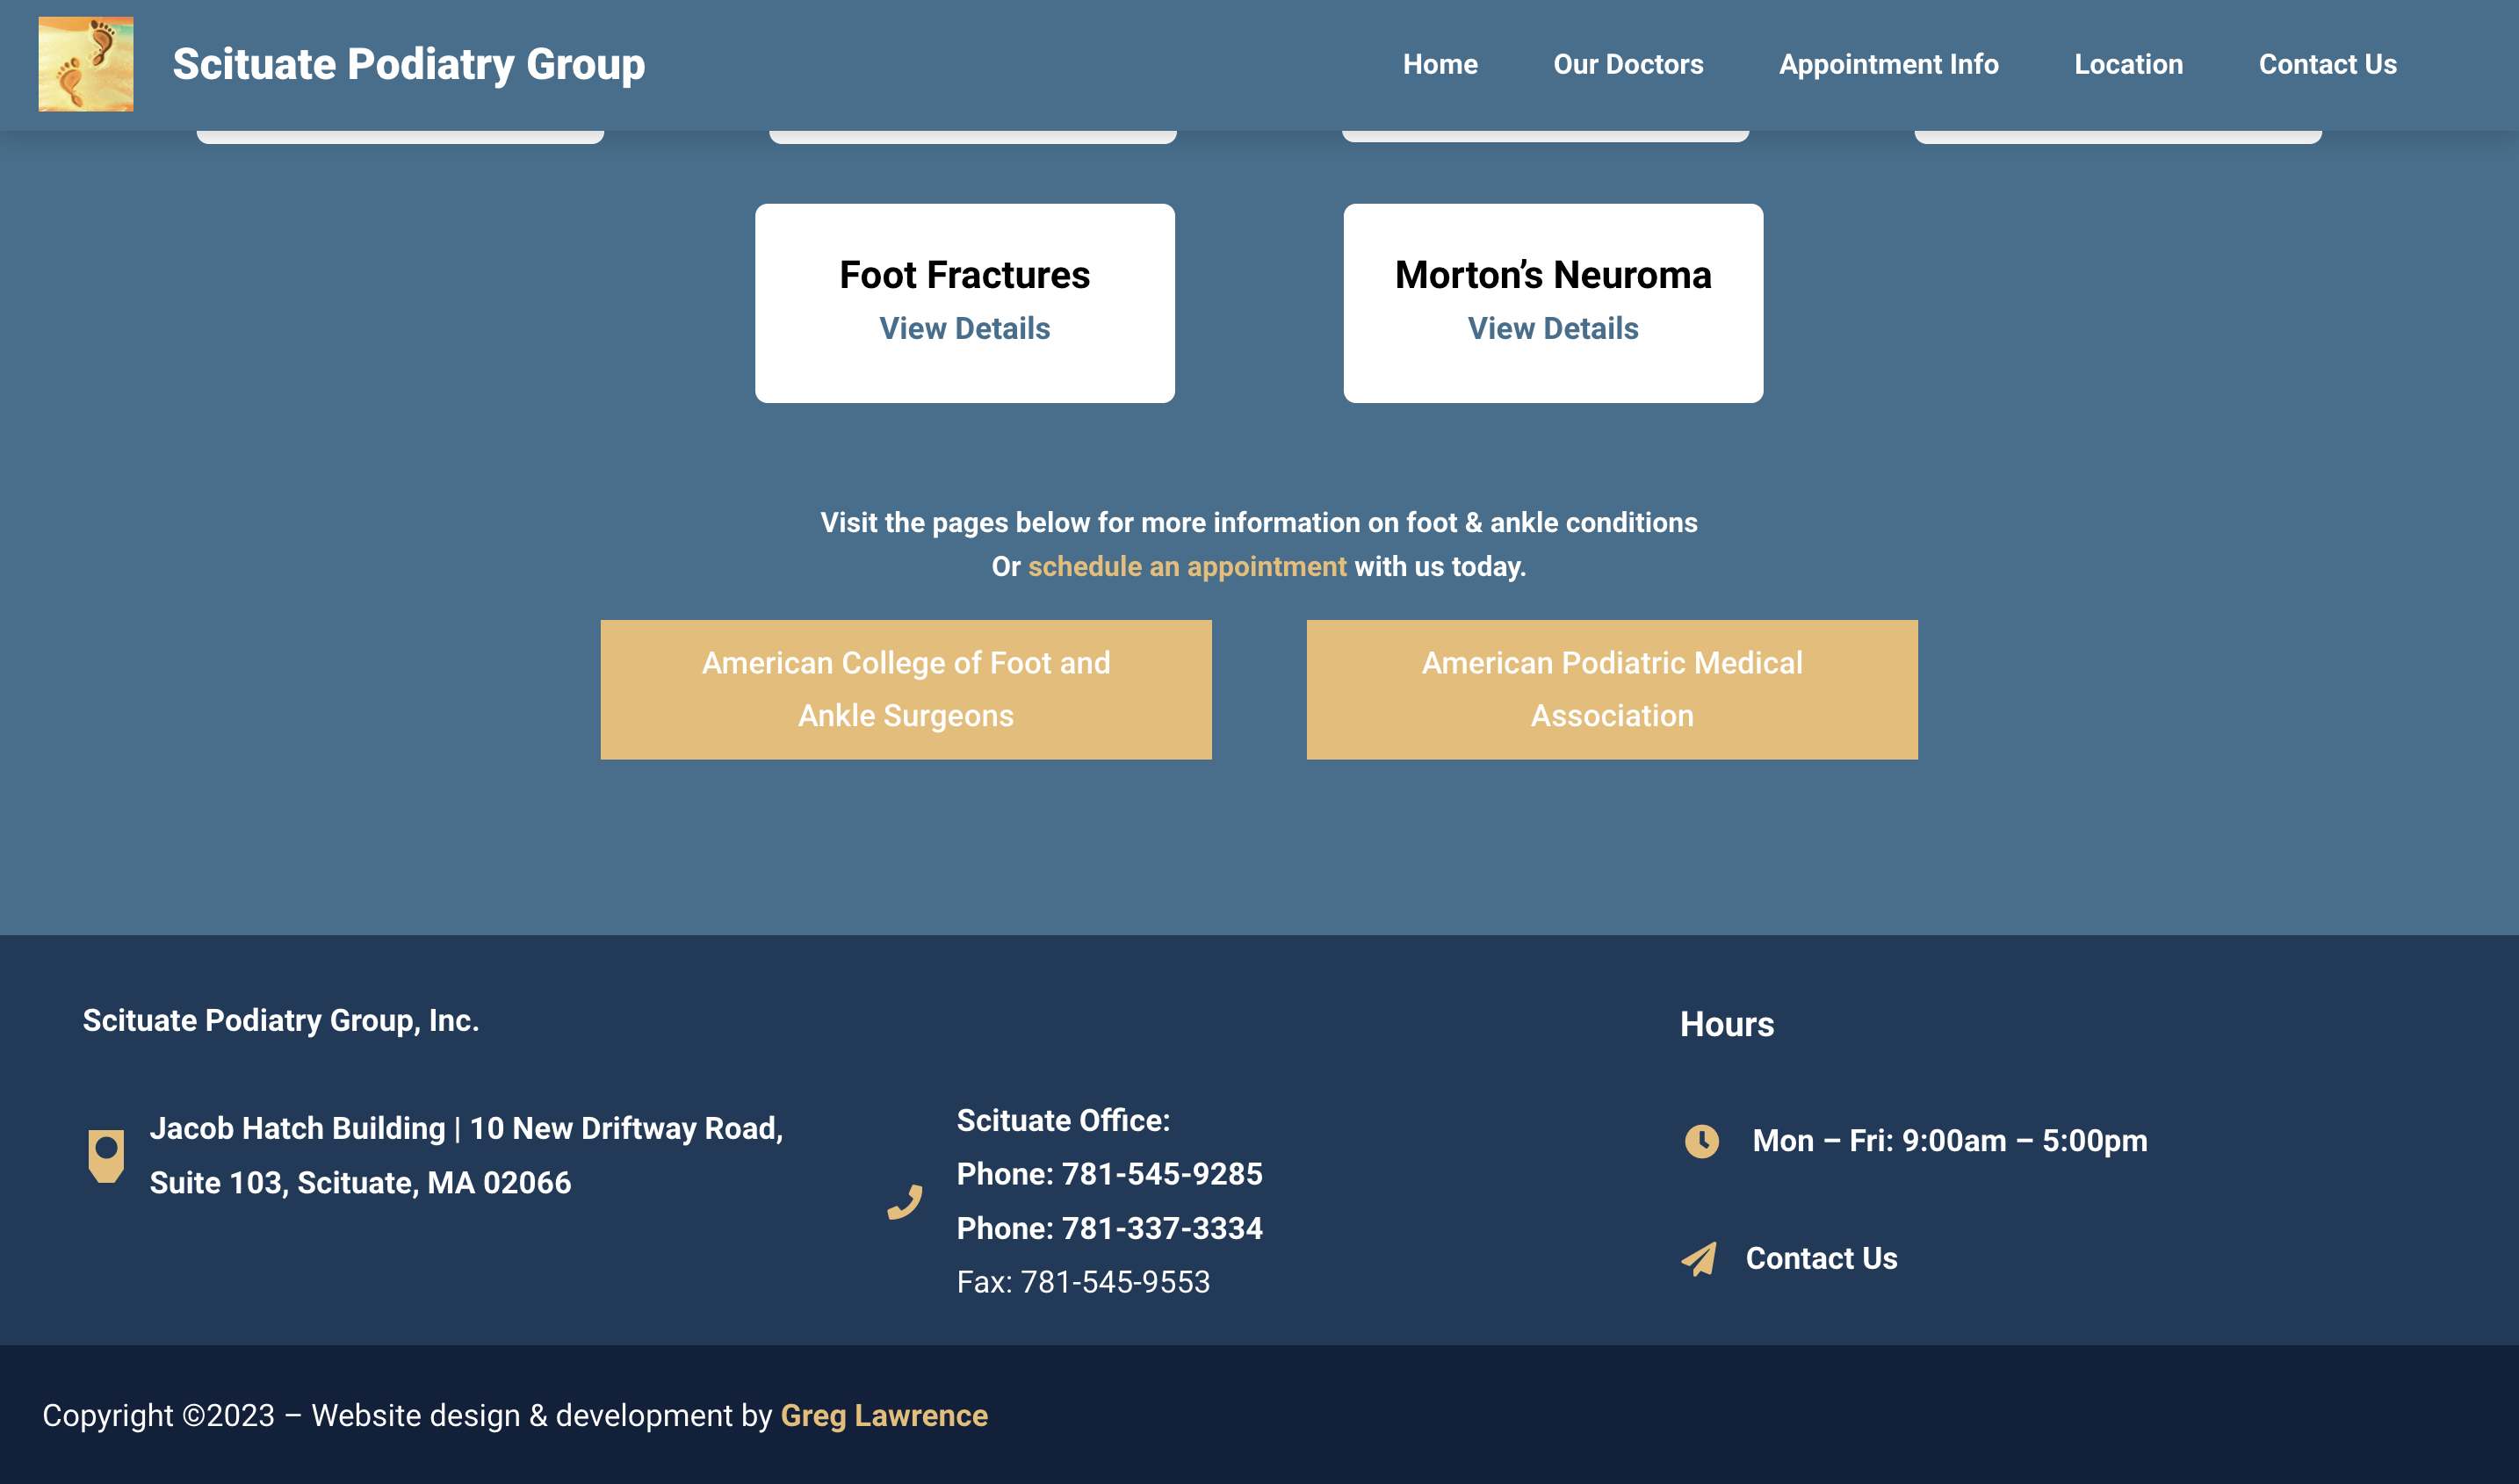 Scituate Podiatry Group
Home
Our Doctors
Appointment Info
Location
Contact Us
Foot Fractures
View Details
Morton’s Neuroma
View Details
Visit the pages below for more information on foot & ankle conditions
Or schedule an appointment with us today.
American College of Foot and
Ankle Surgeons
American Podiatric Medical
Association
Scituate Podiatry Group, Inc.
Jacob Hatch Building | 10 New Driftway Road,
Suite 103, Scituate, MA 02066
Scituate Office:
Phone: 781-545-9285
Phone: 781-337-3334
Fax: 781-545-9553
Hours
Mon – Fri: 9:00am – 5:00pm
Contact Us
Copyright ©2023 – Website design & development by Greg Lawrence